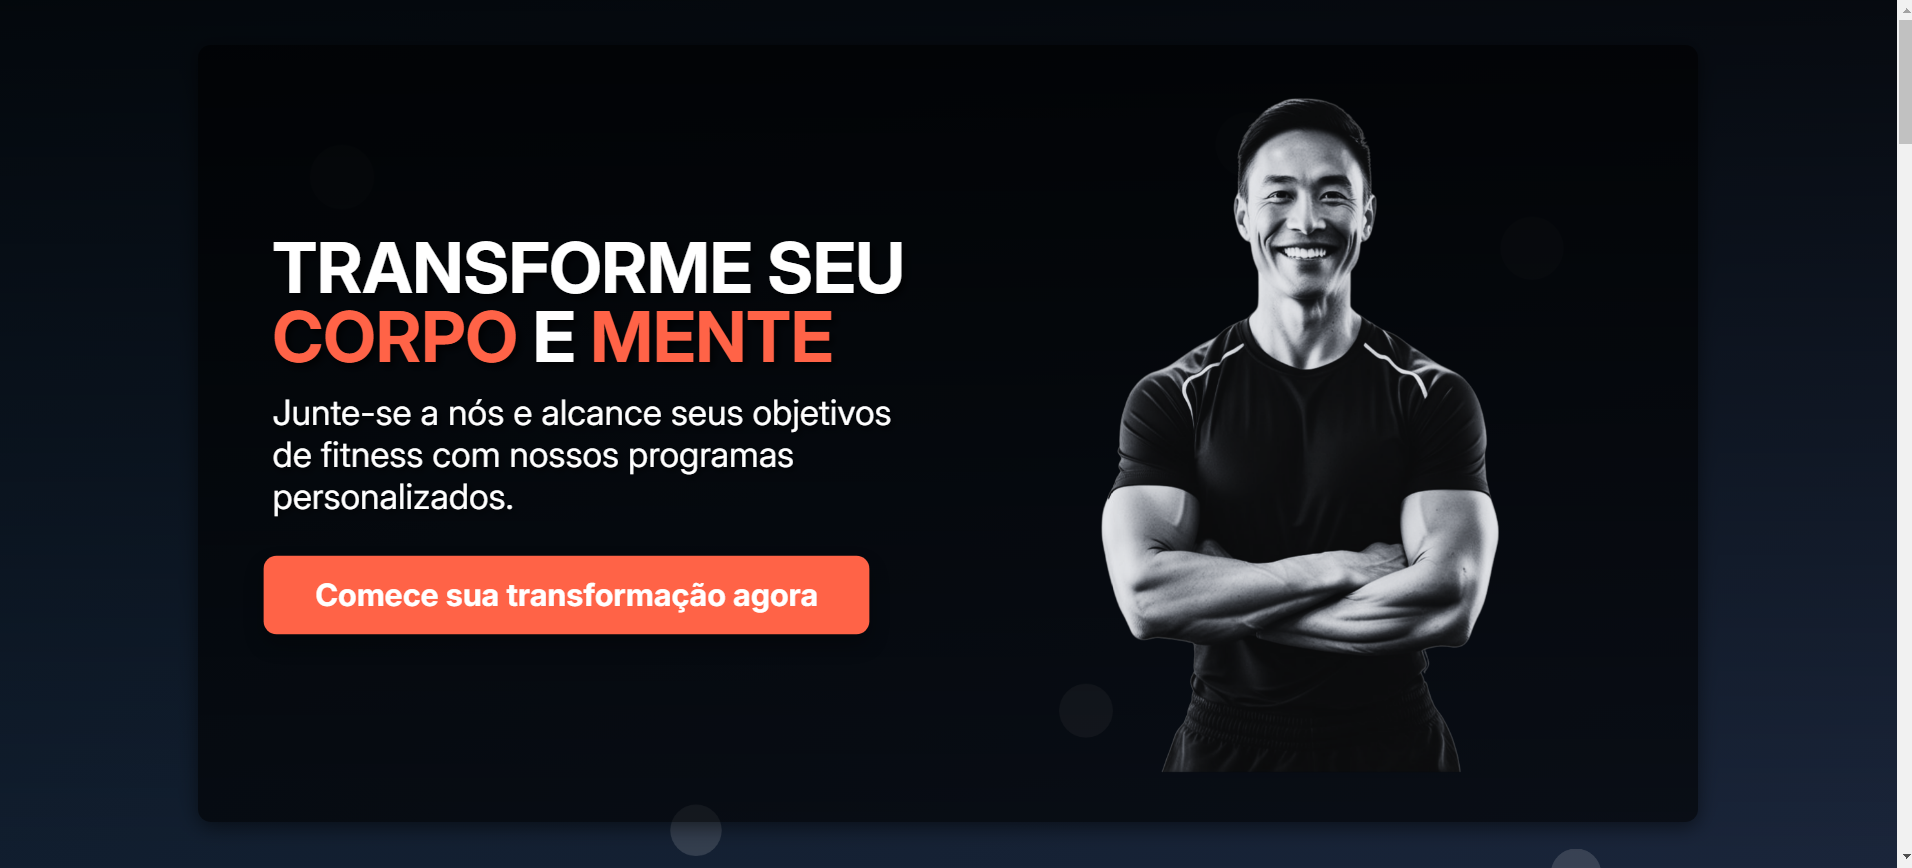 TRANSFORME SEU
CORPO E MENTE
Junte-se a nós e alcance seus objetivos
de fitness com nossos programas
personalizados.
Comece sua transformação agora